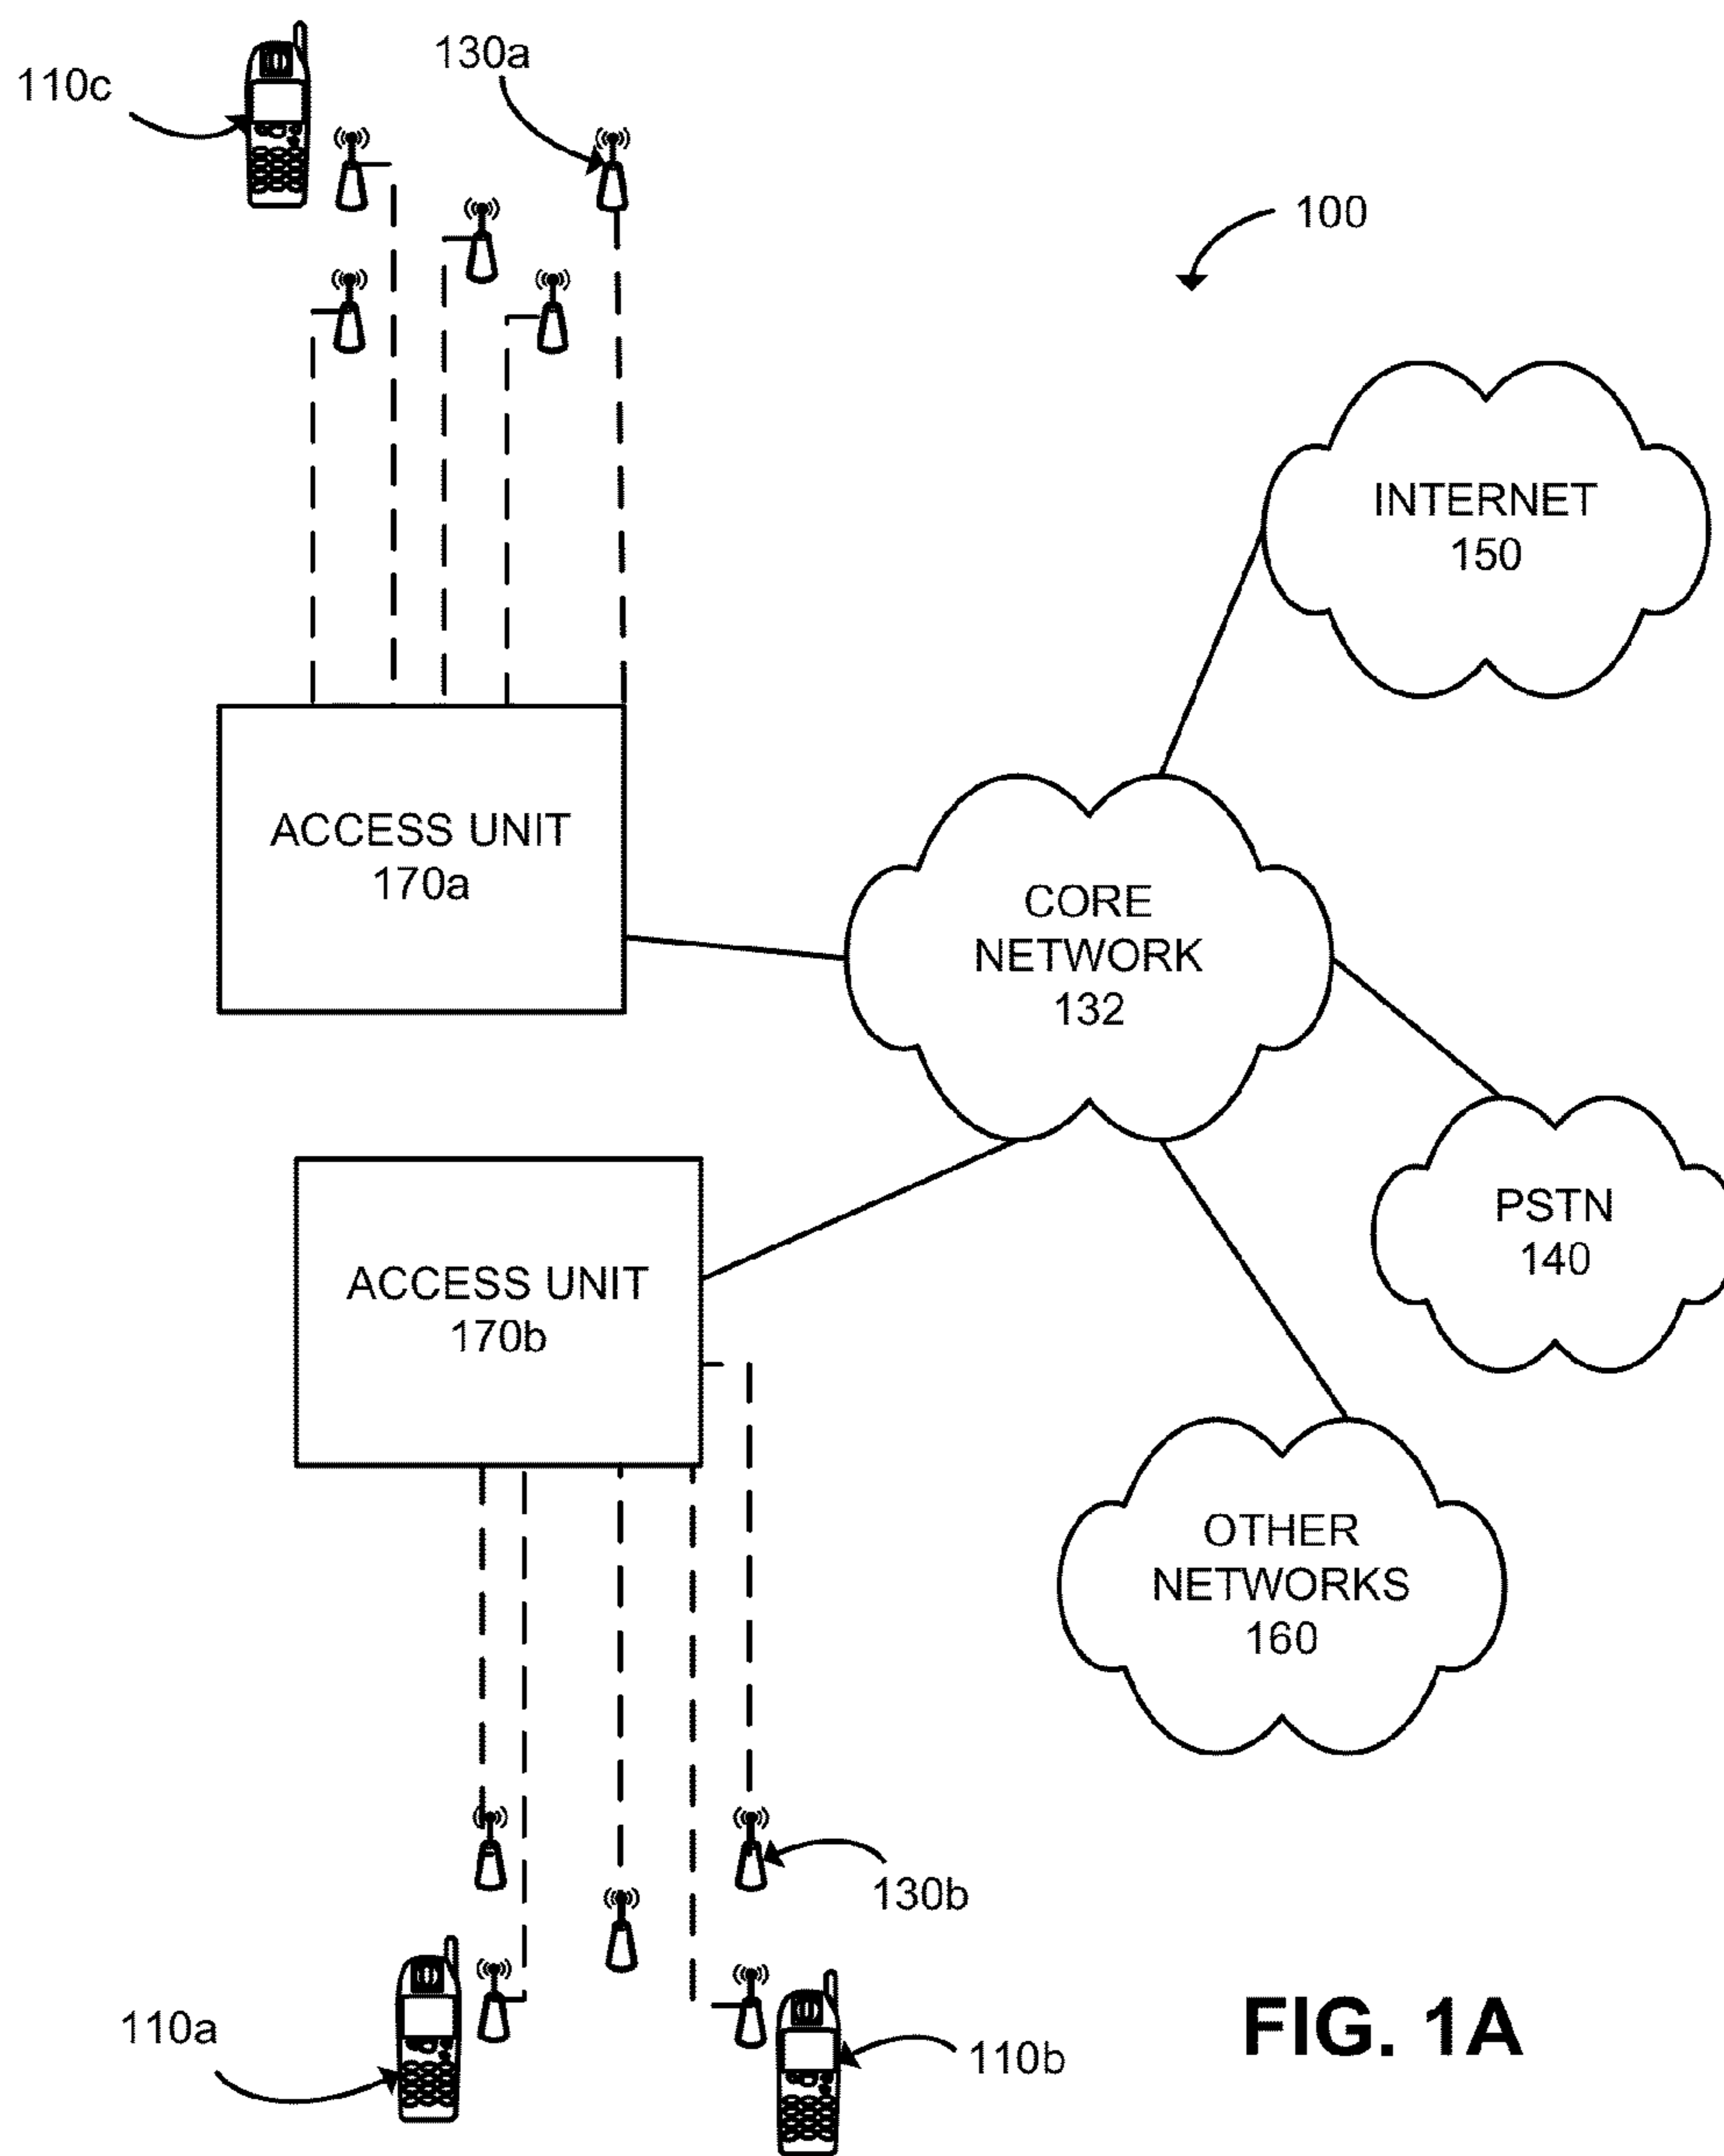 110c
130a
100
INTERNET
150
ACCESS UNIT
170a
CORE
NETWORK
132
PSTN
140
ACCESS UNIT
170b
OTHER
NETWORKS
160
130b
110a
110b
FIG. 1A